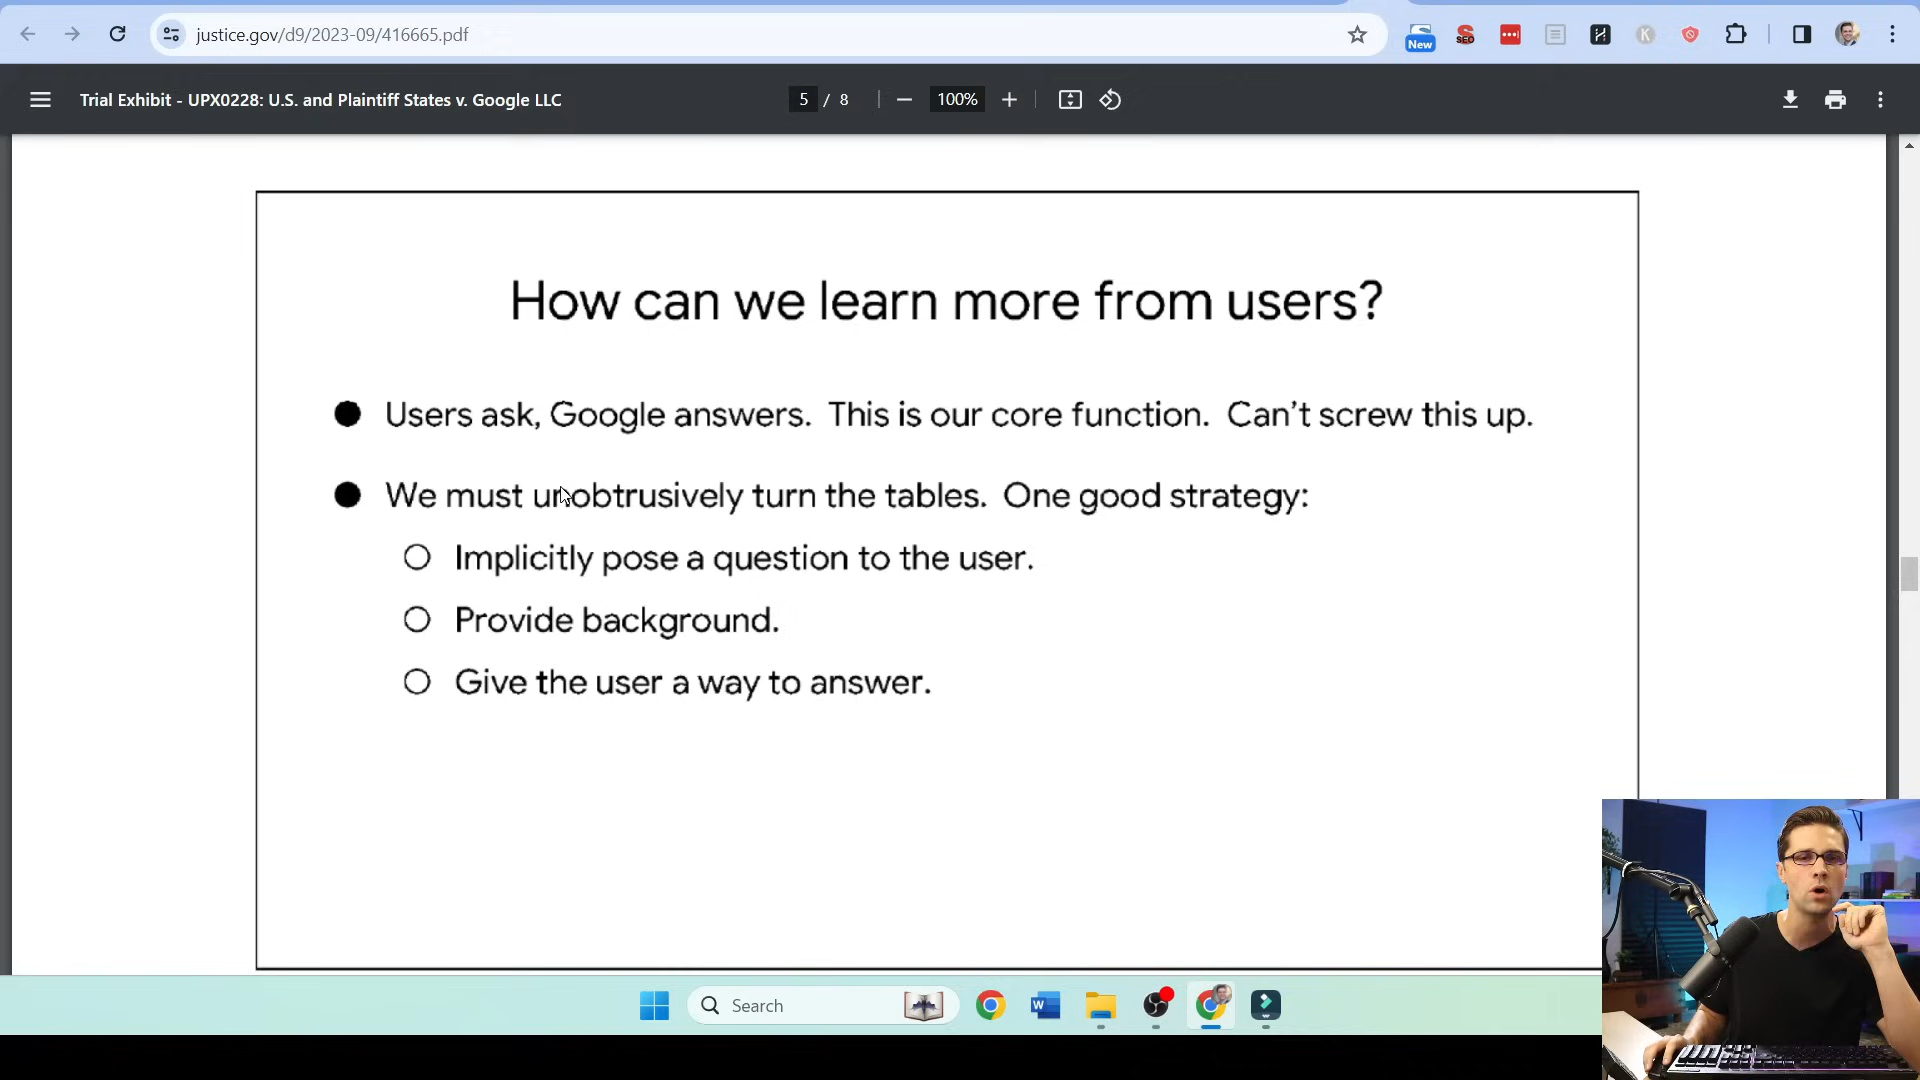 justice.gov/d9/2023-09/416665.pdf
New
SEO
K
Trial Exhibit - UPX0228: U.S. and Plaintiff States v. Google LLC
5 / 8
100%
How can we learn more from users?
Users ask, Google answers. This is our core function. Can't screw this up.
We must unobtrusively turn the tables. One good strategy:
Implicitly pose a question to the user.
Provide background.
Give the user a way to answer.
Search